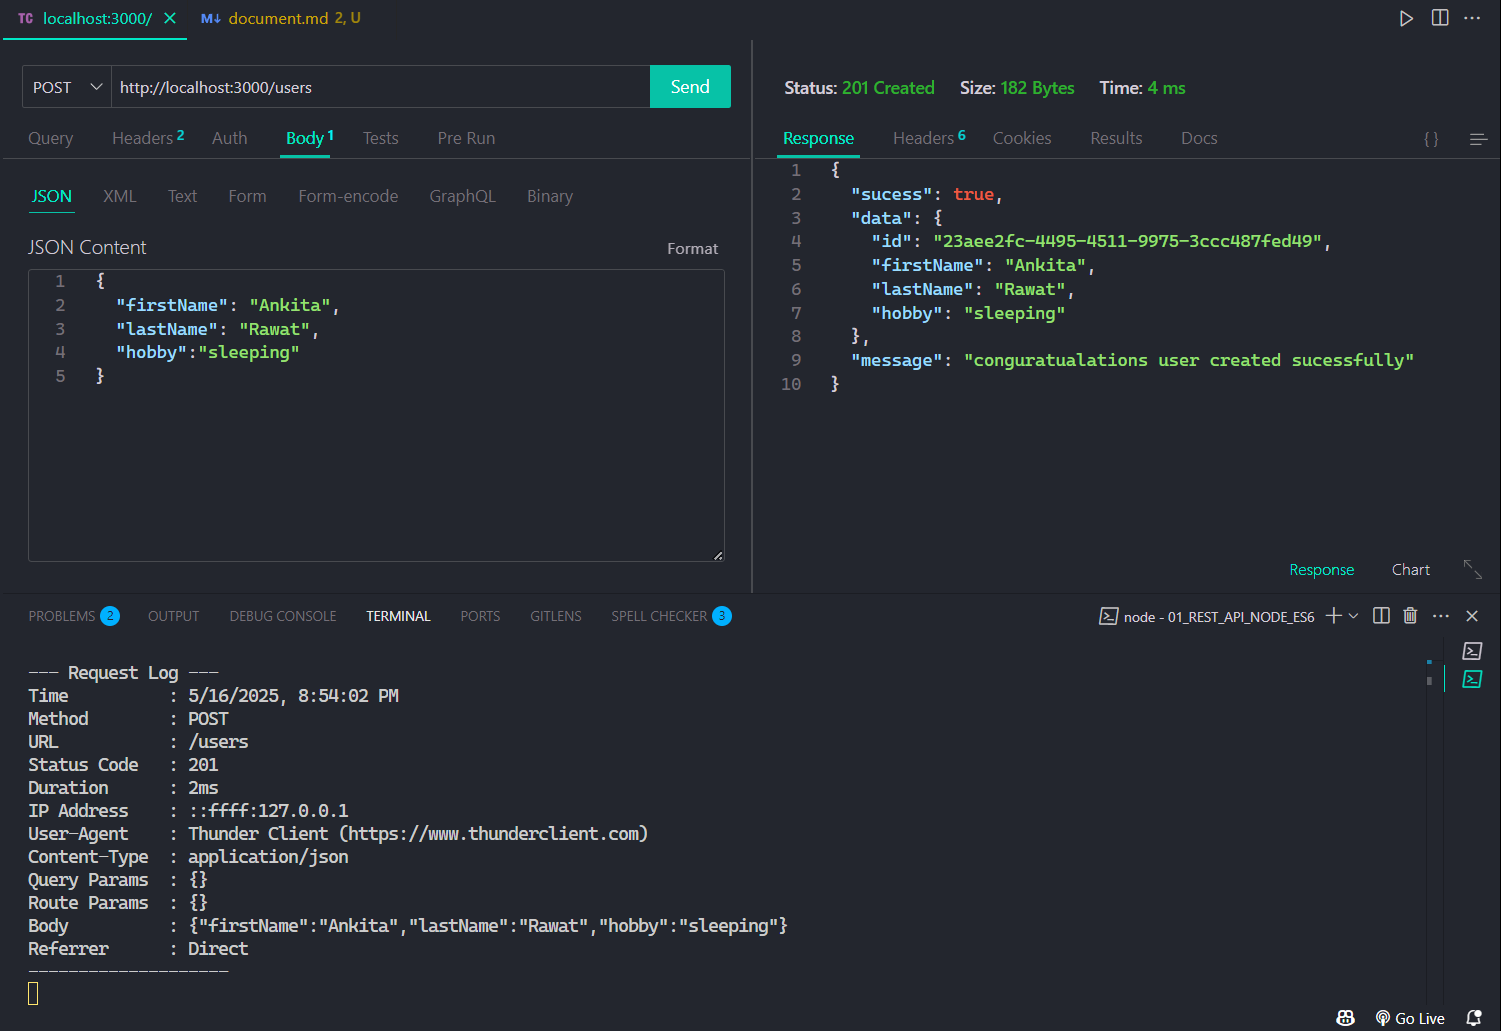 TC localhost:3000/ × M↓ document.md 2, U
POST http://localhost:3000/users Send
Query Headers 2 Auth Body 1 Tests Pre Run
JSON XML Text Form Form-encode GraphQL Binary
JSON Content Format
1 {
2 "firstName": "Ankita",
3 "lastName": "Rawat",
4 "hobby":"sleeping"
5 }
Status: 201 Created Size: 182 Bytes Time: 4 ms
Response Headers 6 Cookies Results Docs { }
1 {
2 "sucess": true,
3 "data": {
4 "id": "23aee2fc-4495-4511-9975-3ccc487fed49",
5 "firstName": "Ankita",
6 "lastName": "Rawat",
7 "hobby": "sleeping"
8 },
9 "message": "conguratualations user created sucessfully"
10 }
Response Chart
PROBLEMS 2 OUTPUT DEBUG CONSOLE TERMINAL PORTS GITLENS SPELL CHECKER 3 node - 01_REST_API_NODE_ES6
--- Request Log ---
Time : 5/16/2025, 8:54:02 PM
Method : POST
URL : /users
Status Code : 201
Duration : 2ms
IP Address : ::ffff:127.0.0.1
User-Agent : Thunder Client (https://www.thunderclient.com)
Content-Type : application/json
Query Params : {}
Route Params : {}
Body : {"firstName":"Ankita","lastName":"Rawat","hobby":"sleeping"}
Referrer : Direct
--------------------
Go Live